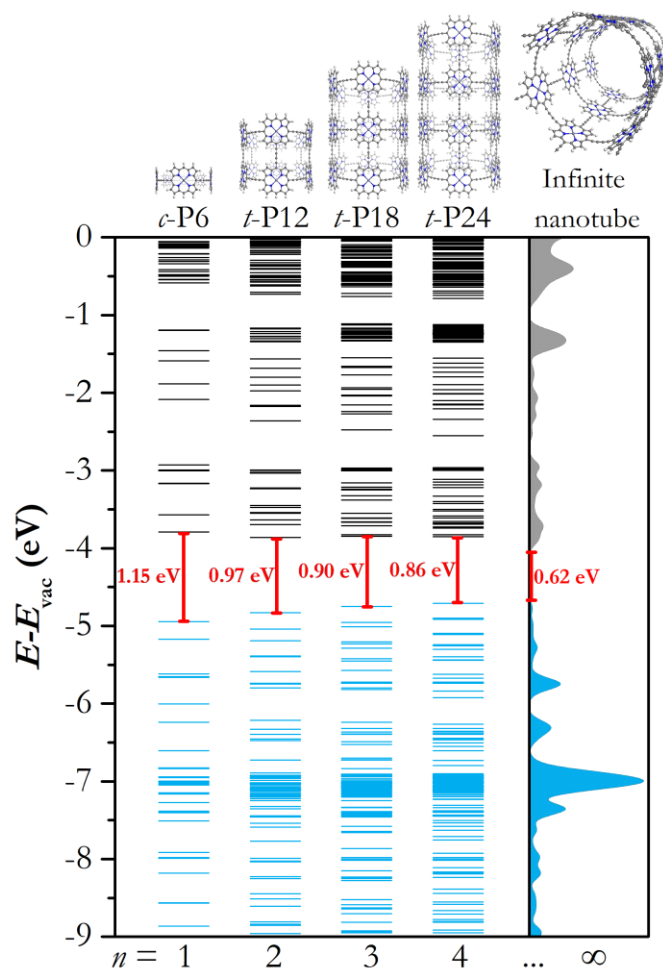 c-P6 t-P12 t-P18 t-P24 Infinite nanotube
0
-1
-2
-3
-4
-5
-6
-7
-8
-9
E-Evac (eV)
1.15 eV 0.97 eV 0.90 eV 0.86 eV 0.62 eV
n = 1 2 3 4 ... ∞